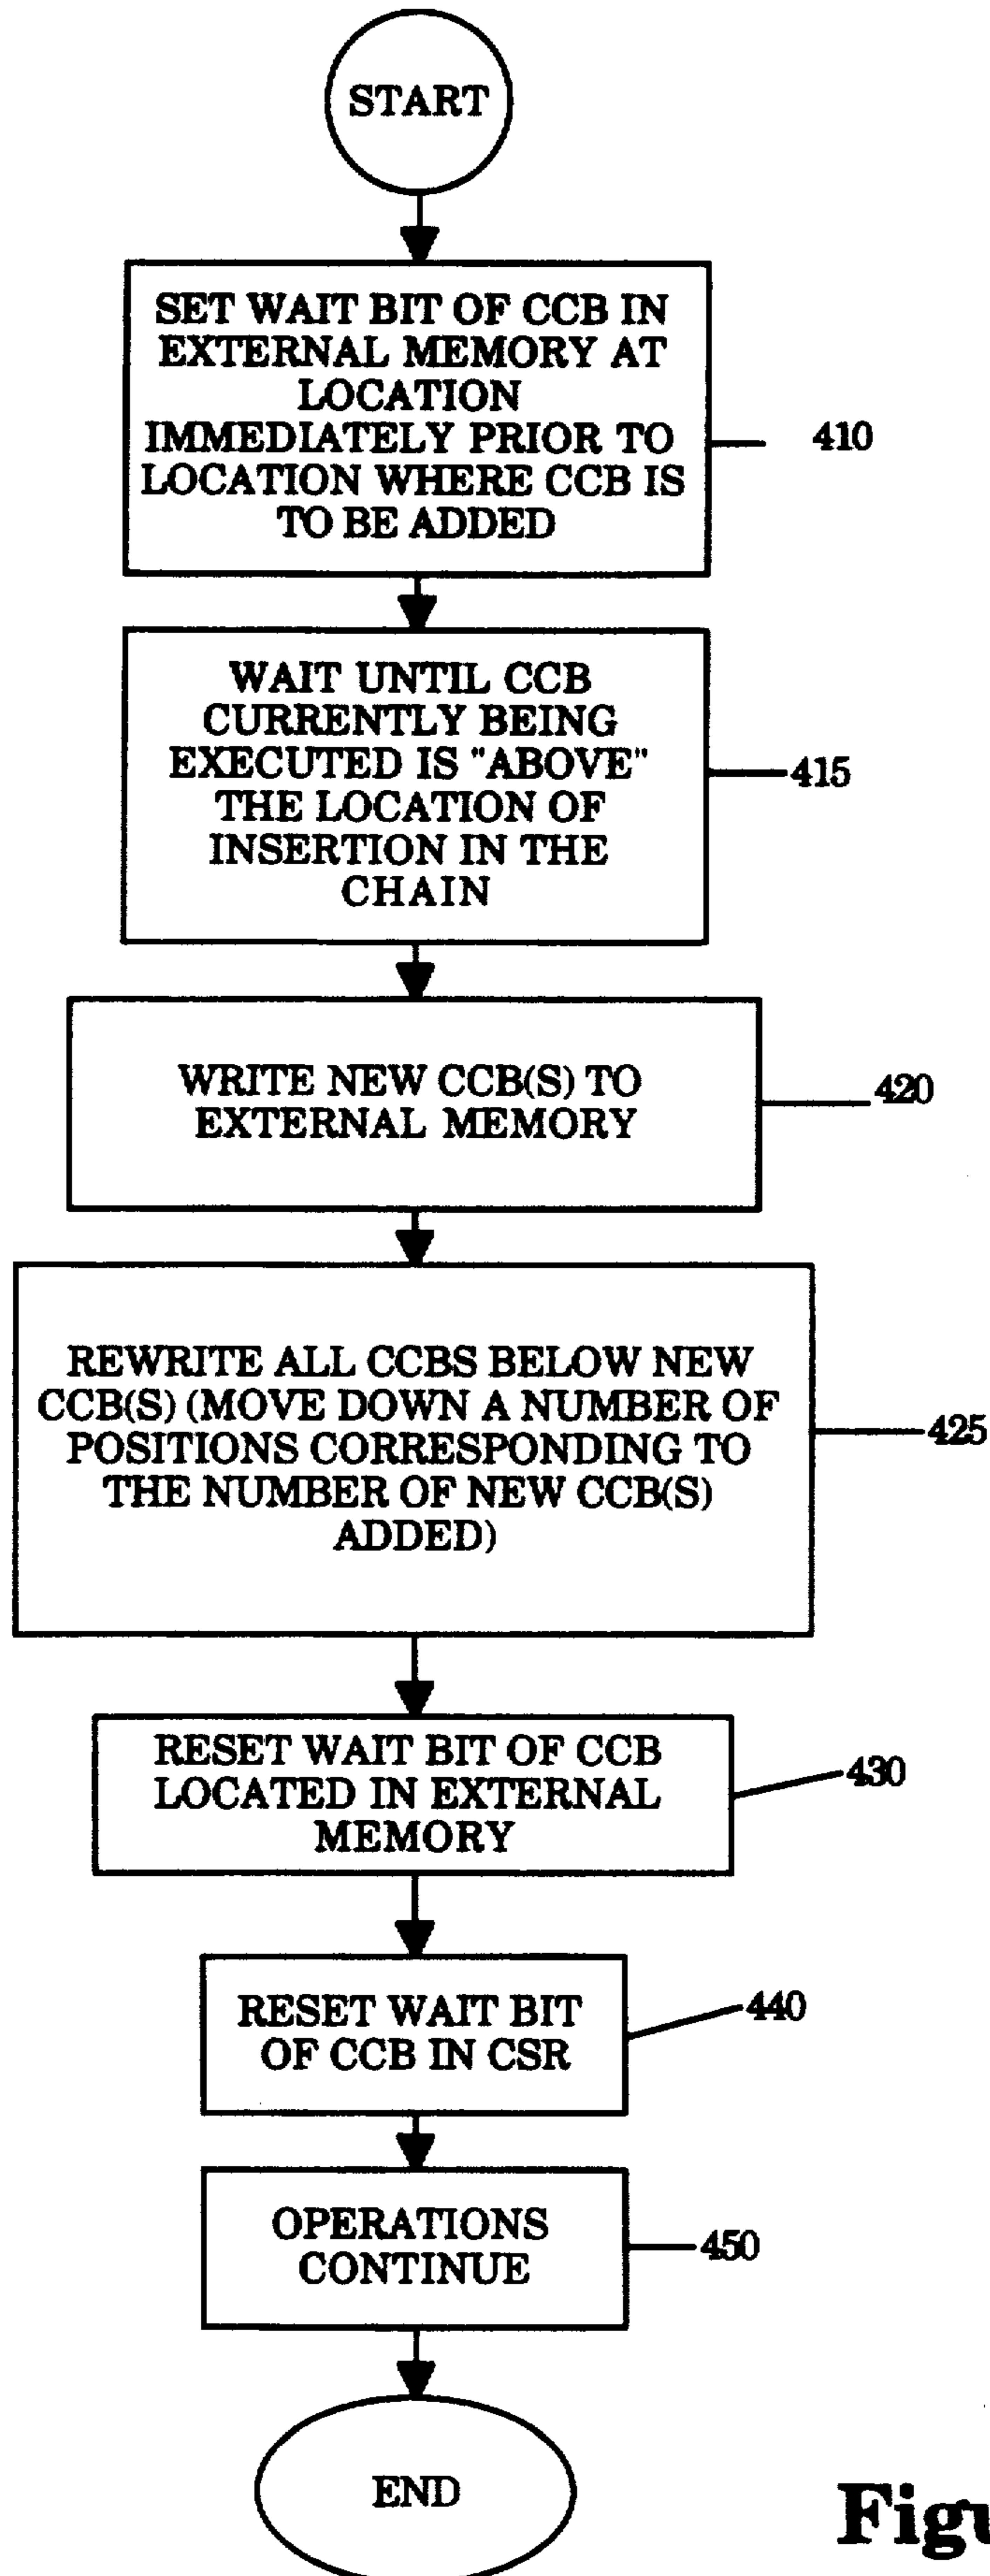 START
SET WAIT BIT OF CCB IN
EXTERNAL MEMORY AT
LOCATION
IMMEDIATELY PRIOR TO
LOCATION WHERE CCB IS
TO BE ADDED
410
WAIT UNTIL CCB
CURRENTLY BEING
EXECUTED IS "ABOVE"
THE LOCATION OF
INSERTION IN THE
CHAIN
415
WRITE NEW CCB(S) TO
EXTERNAL MEMORY
420
REWRITE ALL CCBS BELOW NEW
CCB(S) (MOVE DOWN A NUMBER OF
POSITIONS CORRESPONDING TO
THE NUMBER OF NEW CCB(S)
ADDED)
425
RESET WAIT BIT OF CCB
LOCATED IN EXTERNAL
MEMORY
430
RESET WAIT BIT
OF CCB IN CSR
440
OPERATIONS
CONTINUE
450
END